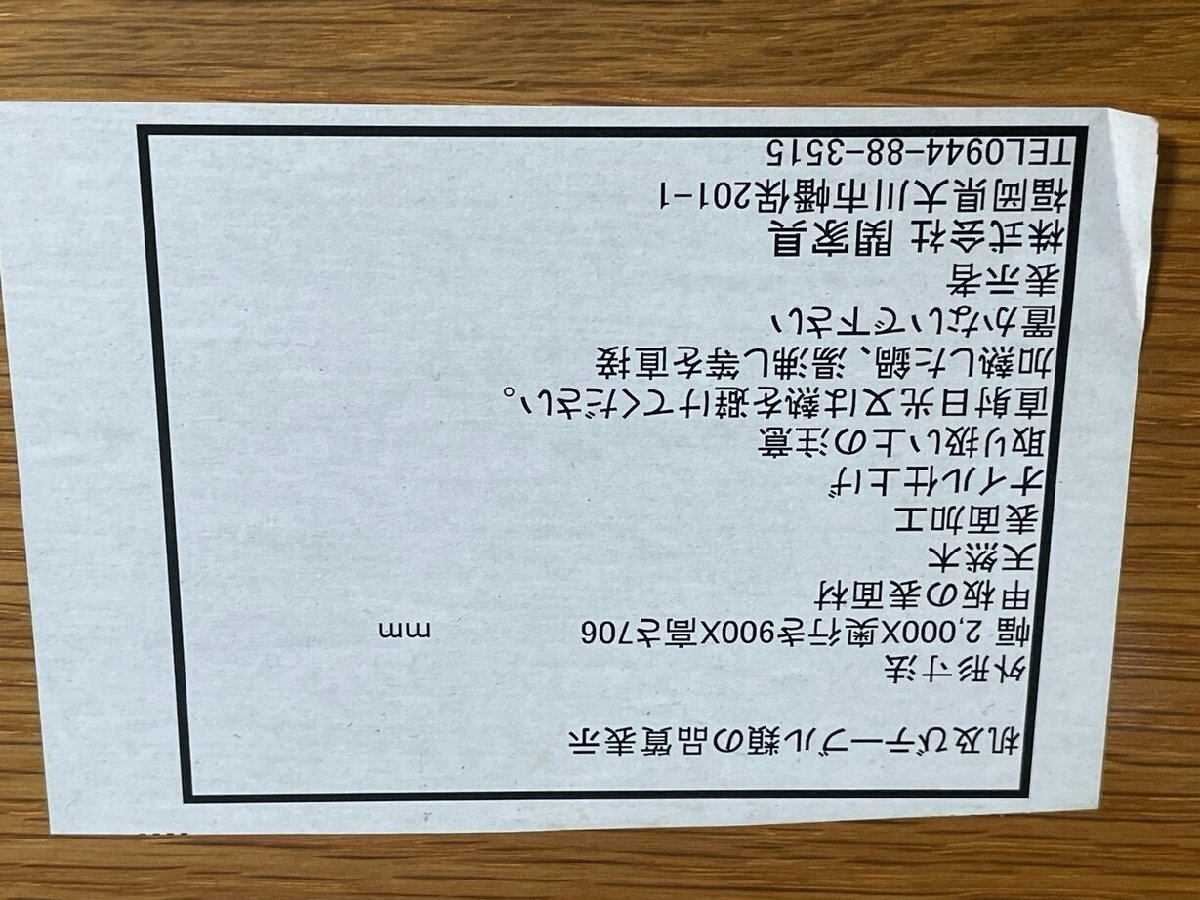 机及びテーブル類の品質表示
外形寸法
幅 2,000X奥行き900X高さ706 mm
甲板の表面材
天然木
表面加工
オイル仕上げ
取り扱い上の注意
直射日光又は熱を避けてください。
加熱した鍋、湯沸し等を直接
置かないで下さい
表示者
株式会社 関家具
福岡県大川市幡保201-1
TEL0944-88-3515